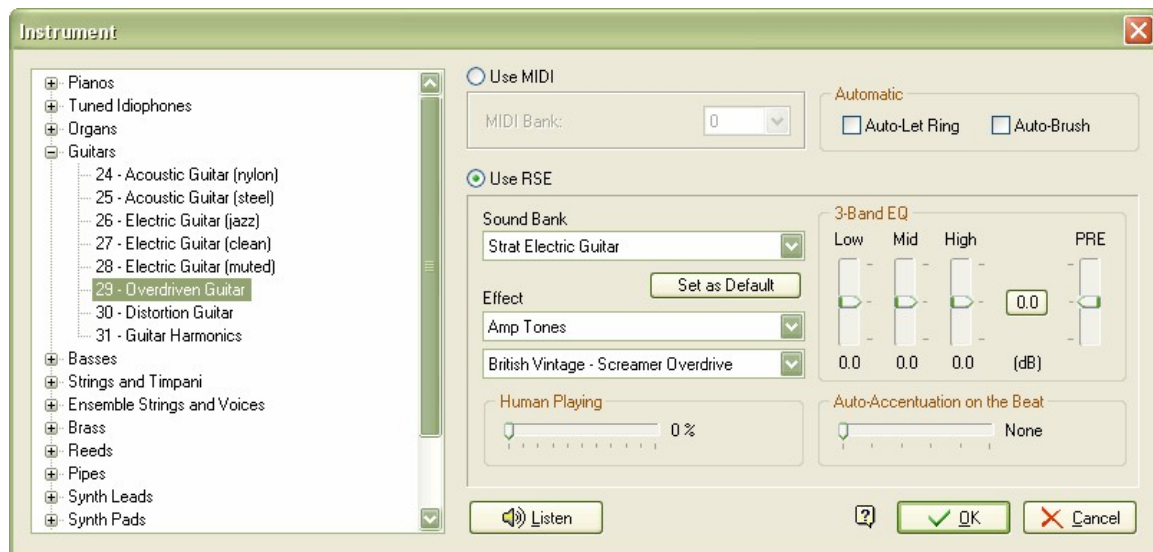 Instrument
Pianos
Tuned Idiophones
Organs
Guitars
24 - Acoustic Guitar (nylon)
25 - Acoustic Guitar (steel)
26 - Electric Guitar (jazz)
27 - Electric Guitar (clean)
28 - Electric Guitar (muted)
29 - Overdriven Guitar
30 - Distortion Guitar
31 - Guitar Harmonics
Basses
Strings and Timpani
Ensemble Strings and Voices
Brass
Reeds
Pipes
Synth Leads
Synth Pads
Use MIDI
MIDI Bank: 0
Automatic
Auto-Let Ring Auto-Brush
Use RSE
Sound Bank
Strat Electric Guitar
Set as Default
Effect
Amp Tones
British Vintage - Screamer Overdrive
3-Band EQ
Low Mid High PRE
0.0
0.0 0.0 0.0 (dB)
Human Playing
0 %
Auto-Accentuation on the Beat
None
Listen
? OK Cancel